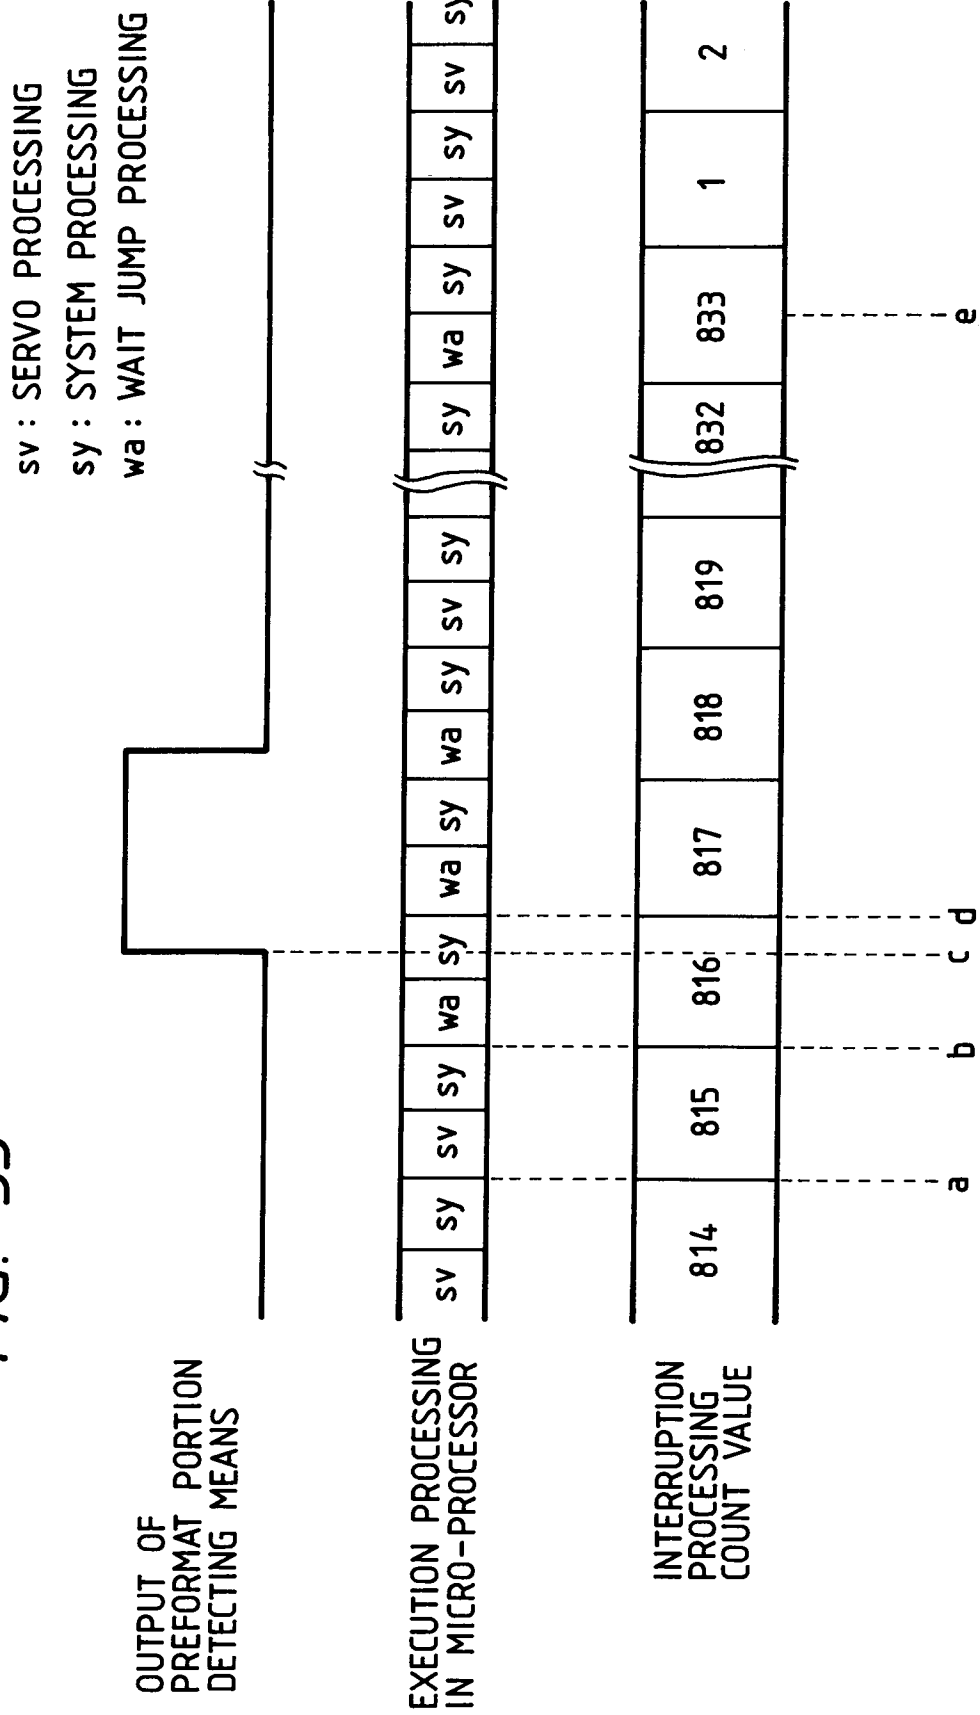 sv : SERVO PROCESSING
sy : SYSTEM PROCESSING
wa : WAIT JUMP PROCESSING
OUTPUT OF
PREFORMAT PORTION
DETECTING MEANS
EXECUTION PROCESSING
IN MICRO-PROCESSOR
sv sy sv sy wa sy wa sy wa sy sv sy sy wa sy sv sy sv sy
INTERRUPTION
PROCESSING
COUNT VALUE
814 815 816 817 818 819 832 833 1 2
a b c d e